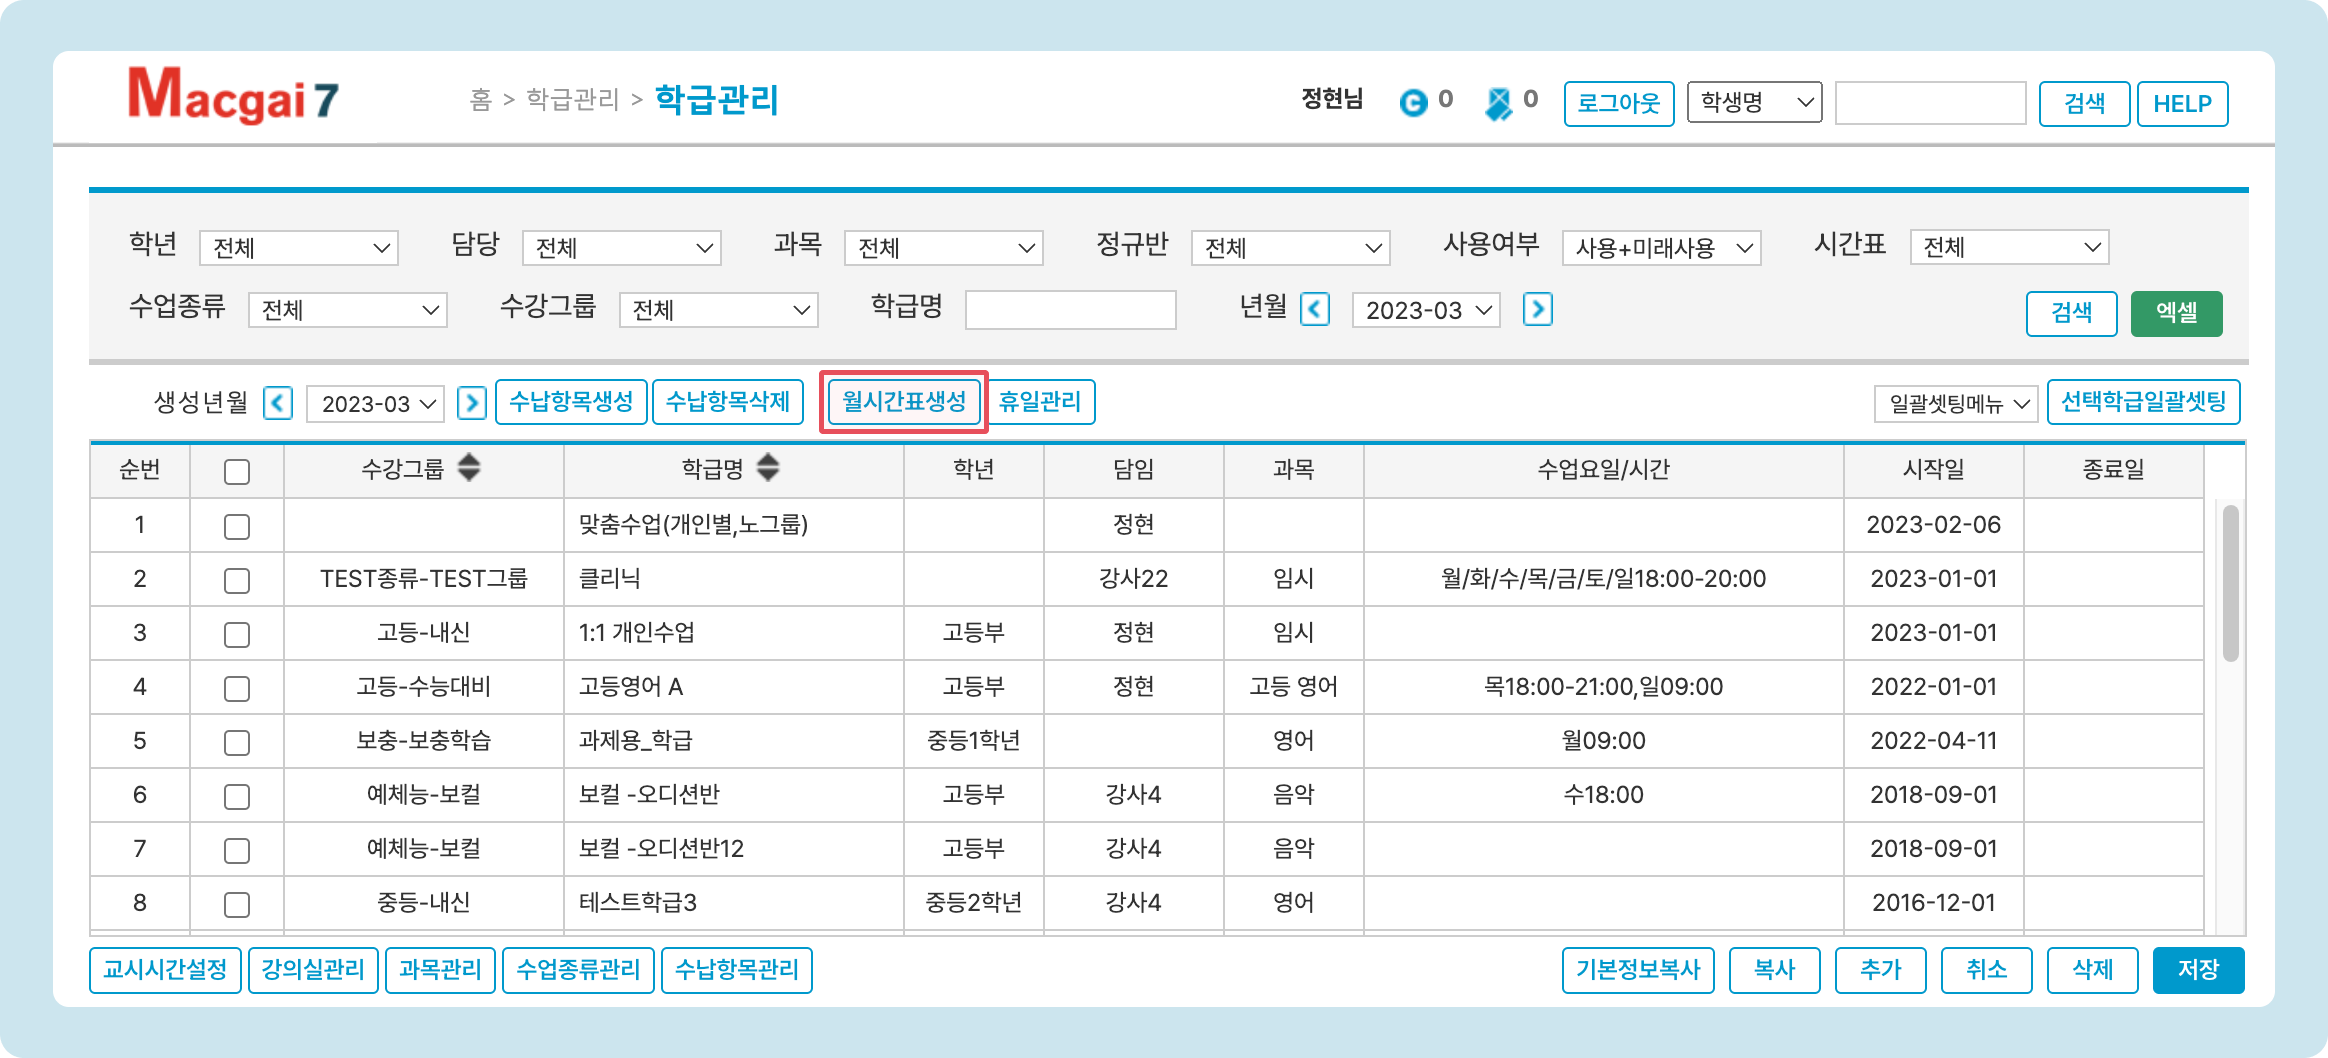 Macgai 7 홈 > 학급관리 > 학급관리 정현님 C 0 0 로그아웃 학생명 검색 HELP
학년 전체 담당 전체 과목 전체 정규반 전체 사용여부 사용+미래사용 시간표 전체
수업종류 전체 수강그룹 전체 학급명 년월 < 2023-03 > 검색 엑셀
생성년월 < 2023-03 > 수납항목생성 수납항목삭제 월시간표생성 휴일관리 일괄셋팅메뉴 선택학급일괄셋팅
순번 수강그룹 학급명 학년 담임 과목 수업요일/시간 시작일 종료일
1 맞춤수업(개인별,노그룹) 정현 2023-02-06
2 TEST종류-TEST그룹 클리닉 강사22 임시 월/화/수/목/금/토/일18:00-20:00 2023-01-01
3 고등-내신 1:1 개인수업 고등부 정현 임시 2023-01-01
4 고등-수능대비 고등영어 A 고등부 정현 고등 영어 목18:00-21:00,일09:00 2022-01-01
5 보충-보충학습 과제용_학급 중등1학년 영어 월09:00 2022-04-11
6 예체능-보컬 보컬 -오디션반 고등부 강사4 음악 수18:00 2018-09-01
7 예체능-보컬 보컬 -오디션반12 고등부 강사4 음악 2018-09-01
8 중등-내신 테스트학급3 중등2학년 강사4 영어 2016-12-01
교시시간설정 강의실관리 과목관리 수업종류관리 수납항목관리 기본정보복사 복사 추가 취소 삭제 저장